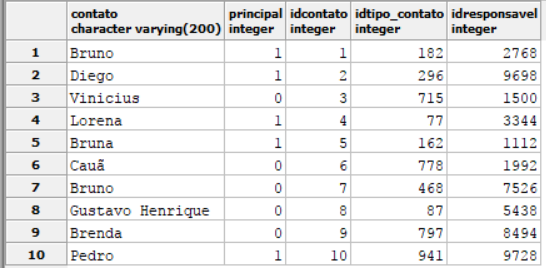 contato principal idcontato idtipo_contato idresponsavel
character varying(200) integer integer integer integer
1 Bruno 1 1 182 2768
2 Diego 1 2 296 9698
3 Vinicius 0 3 715 1500
4 Lorena 1 4 77 3344
5 Bruna 1 5 162 1112
6 Cauã 0 6 778 1992
7 Bruno 0 7 468 7526
8 Gustavo Henrique 0 8 87 5438
9 Brenda 0 9 797 8494
10 Pedro 1 10 941 9728